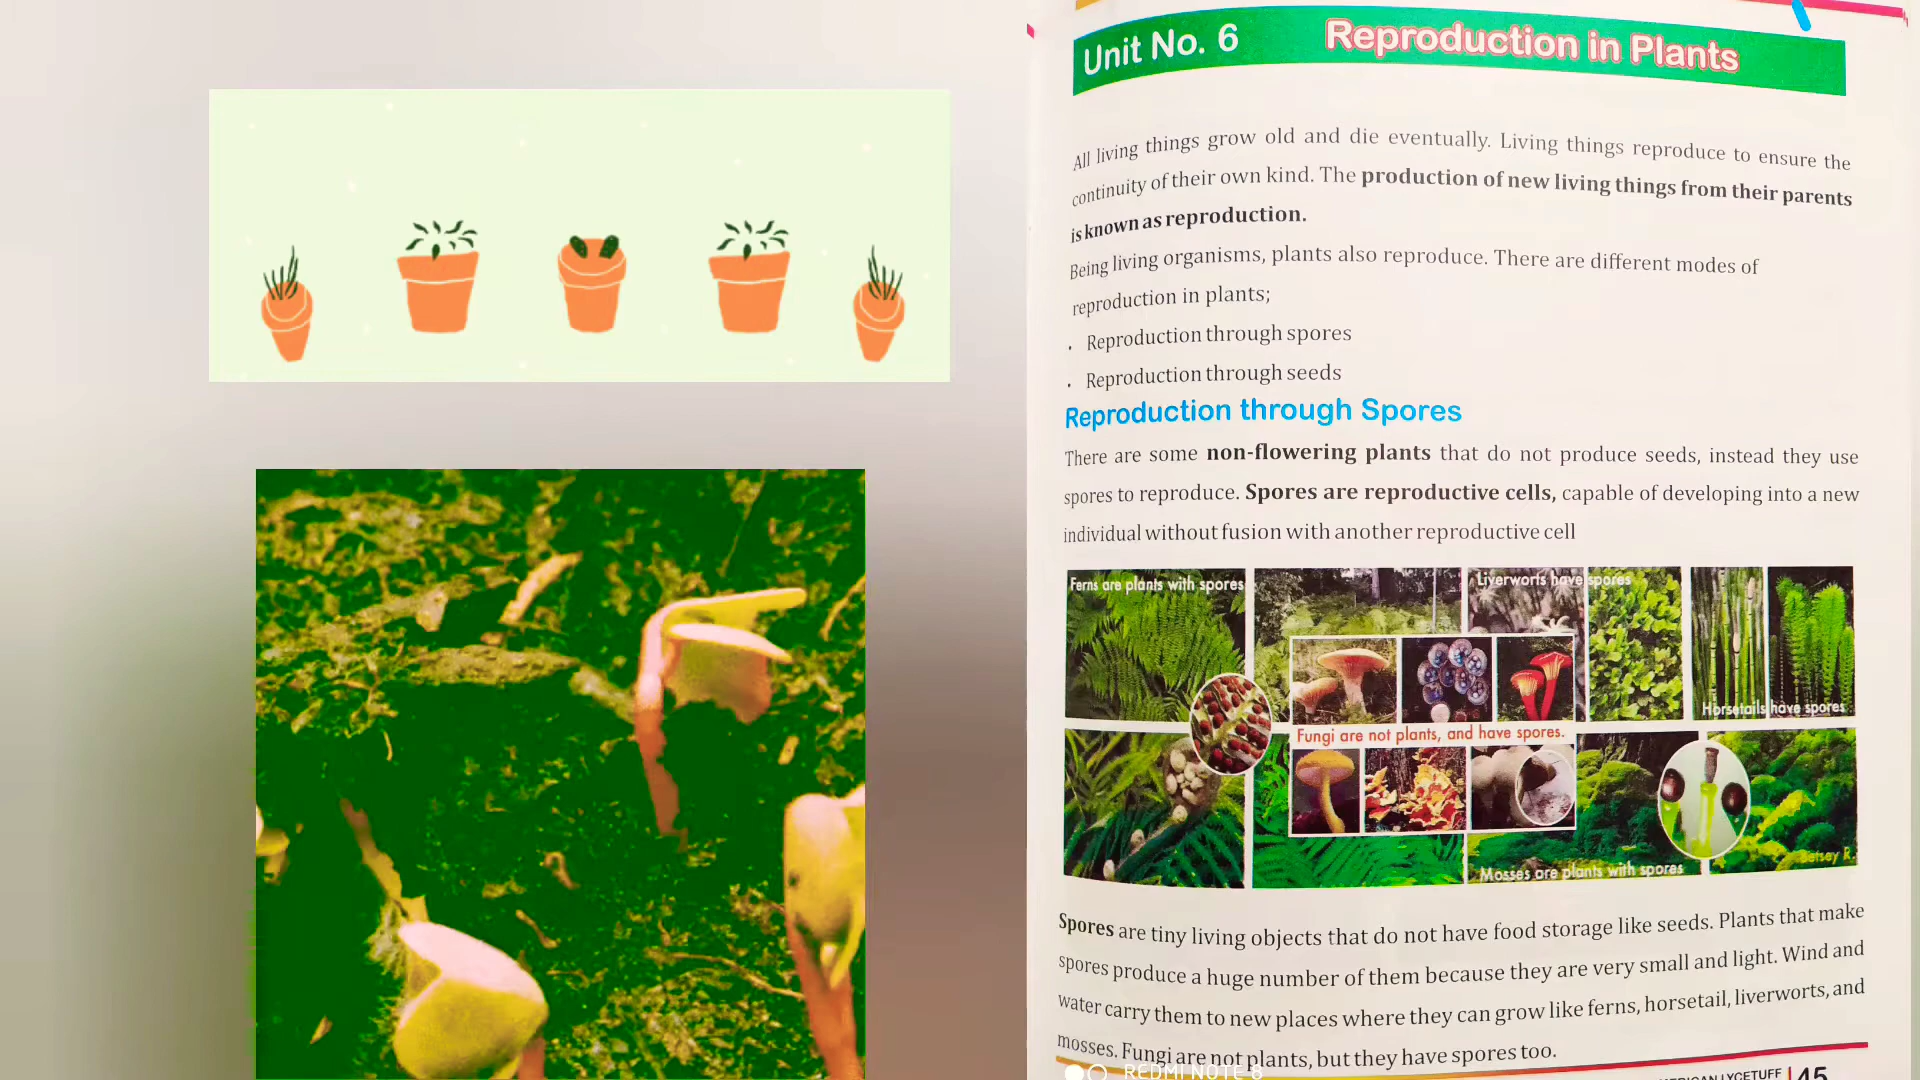 Unit No. 6 Reproduction in Plants
All living things grow old and die eventually. Living things reproduce to ensure the
continuity of their own kind. The production of new living things from their parents
is known as reproduction.
Being living organisms, plants also reproduce. There are different modes of
reproduction in plants;
. Reproduction through spores
. Reproduction through seeds
Reproduction through Spores
There are some non-flowering plants that do not produce seeds, instead they use
spores to reproduce. Spores are reproductive cells, capable of developing into a new
individual without fusion with another reproductive cell
Ferns are plants with spores
Liverworts have spores
Horsetails have spores
Fungi are not plants, and have spores.
Mosses are plants with spores
Betsey R.
Spores are tiny living objects that do not have food storage like seeds. Plants that make
spores produce a huge number of them because they are very small and light. Wind and
water carry them to new places where they can grow like ferns, horsetail, liverworts, and
mosses. Fungi are not plants, but they have spores too.
REDMI NOTE 8
LYCETUFF | 45